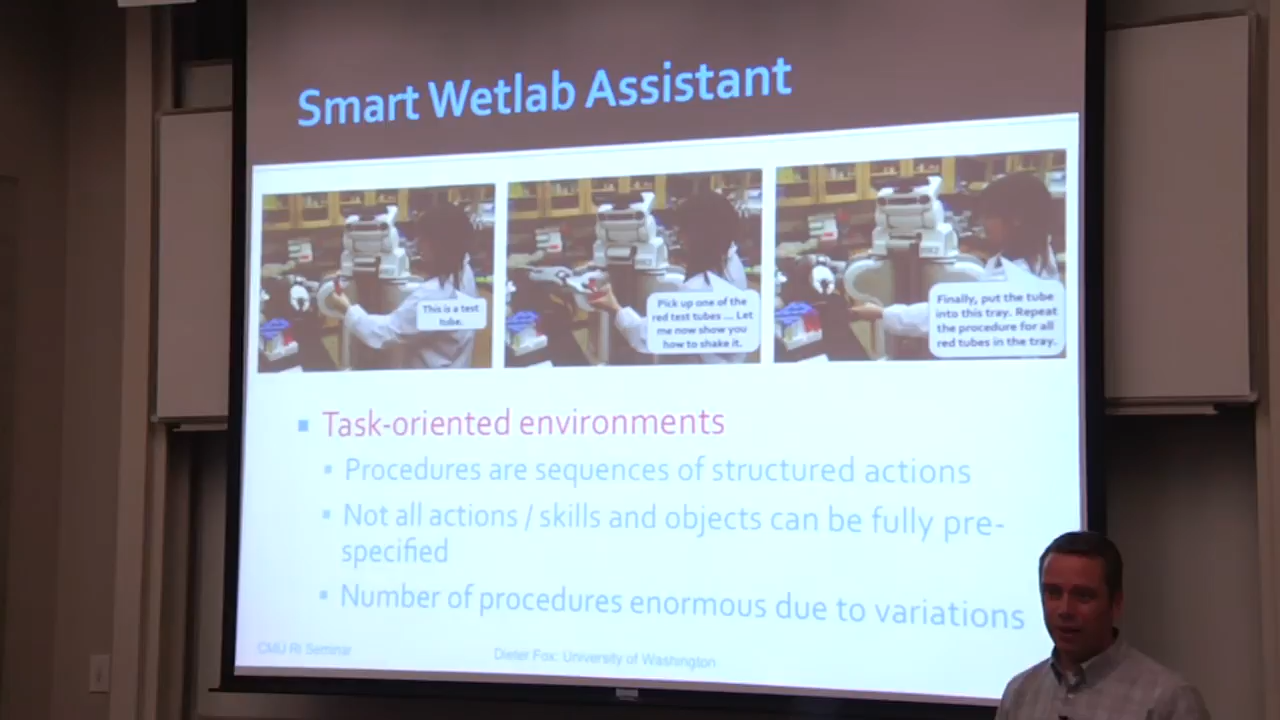 Smart Wetlab Assistant
This is a test
tube.
Pick up one of the
red test tubes ... Let
me now show you
how to shake it.
Finally, put the tube
into this tray. Repeat
the procedure for all
red tubes in the tray.
Task-oriented environments
Procedures are sequences of structured actions
Not all actions / skills and objects can be fully pre-
specified
Number of procedures enormous due to variations
CMU RI Seminar
Dieter Fox: University of Washington